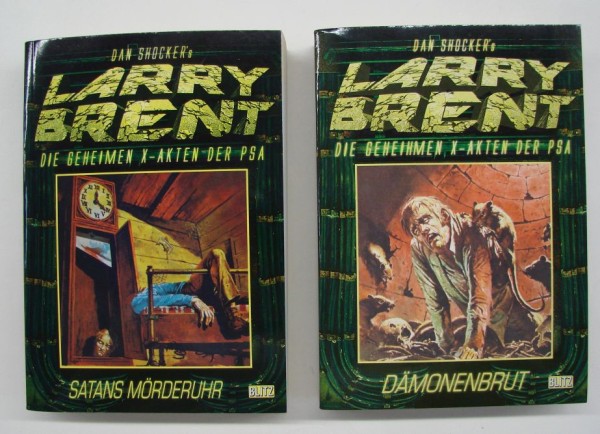 DAN SHOCKER's
LARRY
BRENT
DIE GEHEIMEN X-AKTEN DER PSA
SATANS MÖRDERUHR
BLITZ
DAN SHOCKER's
LARRY
BRENT
DIE GEHEIHMEN X-AKTEN DER PSA
DÄMONENBRUT
BLITZ